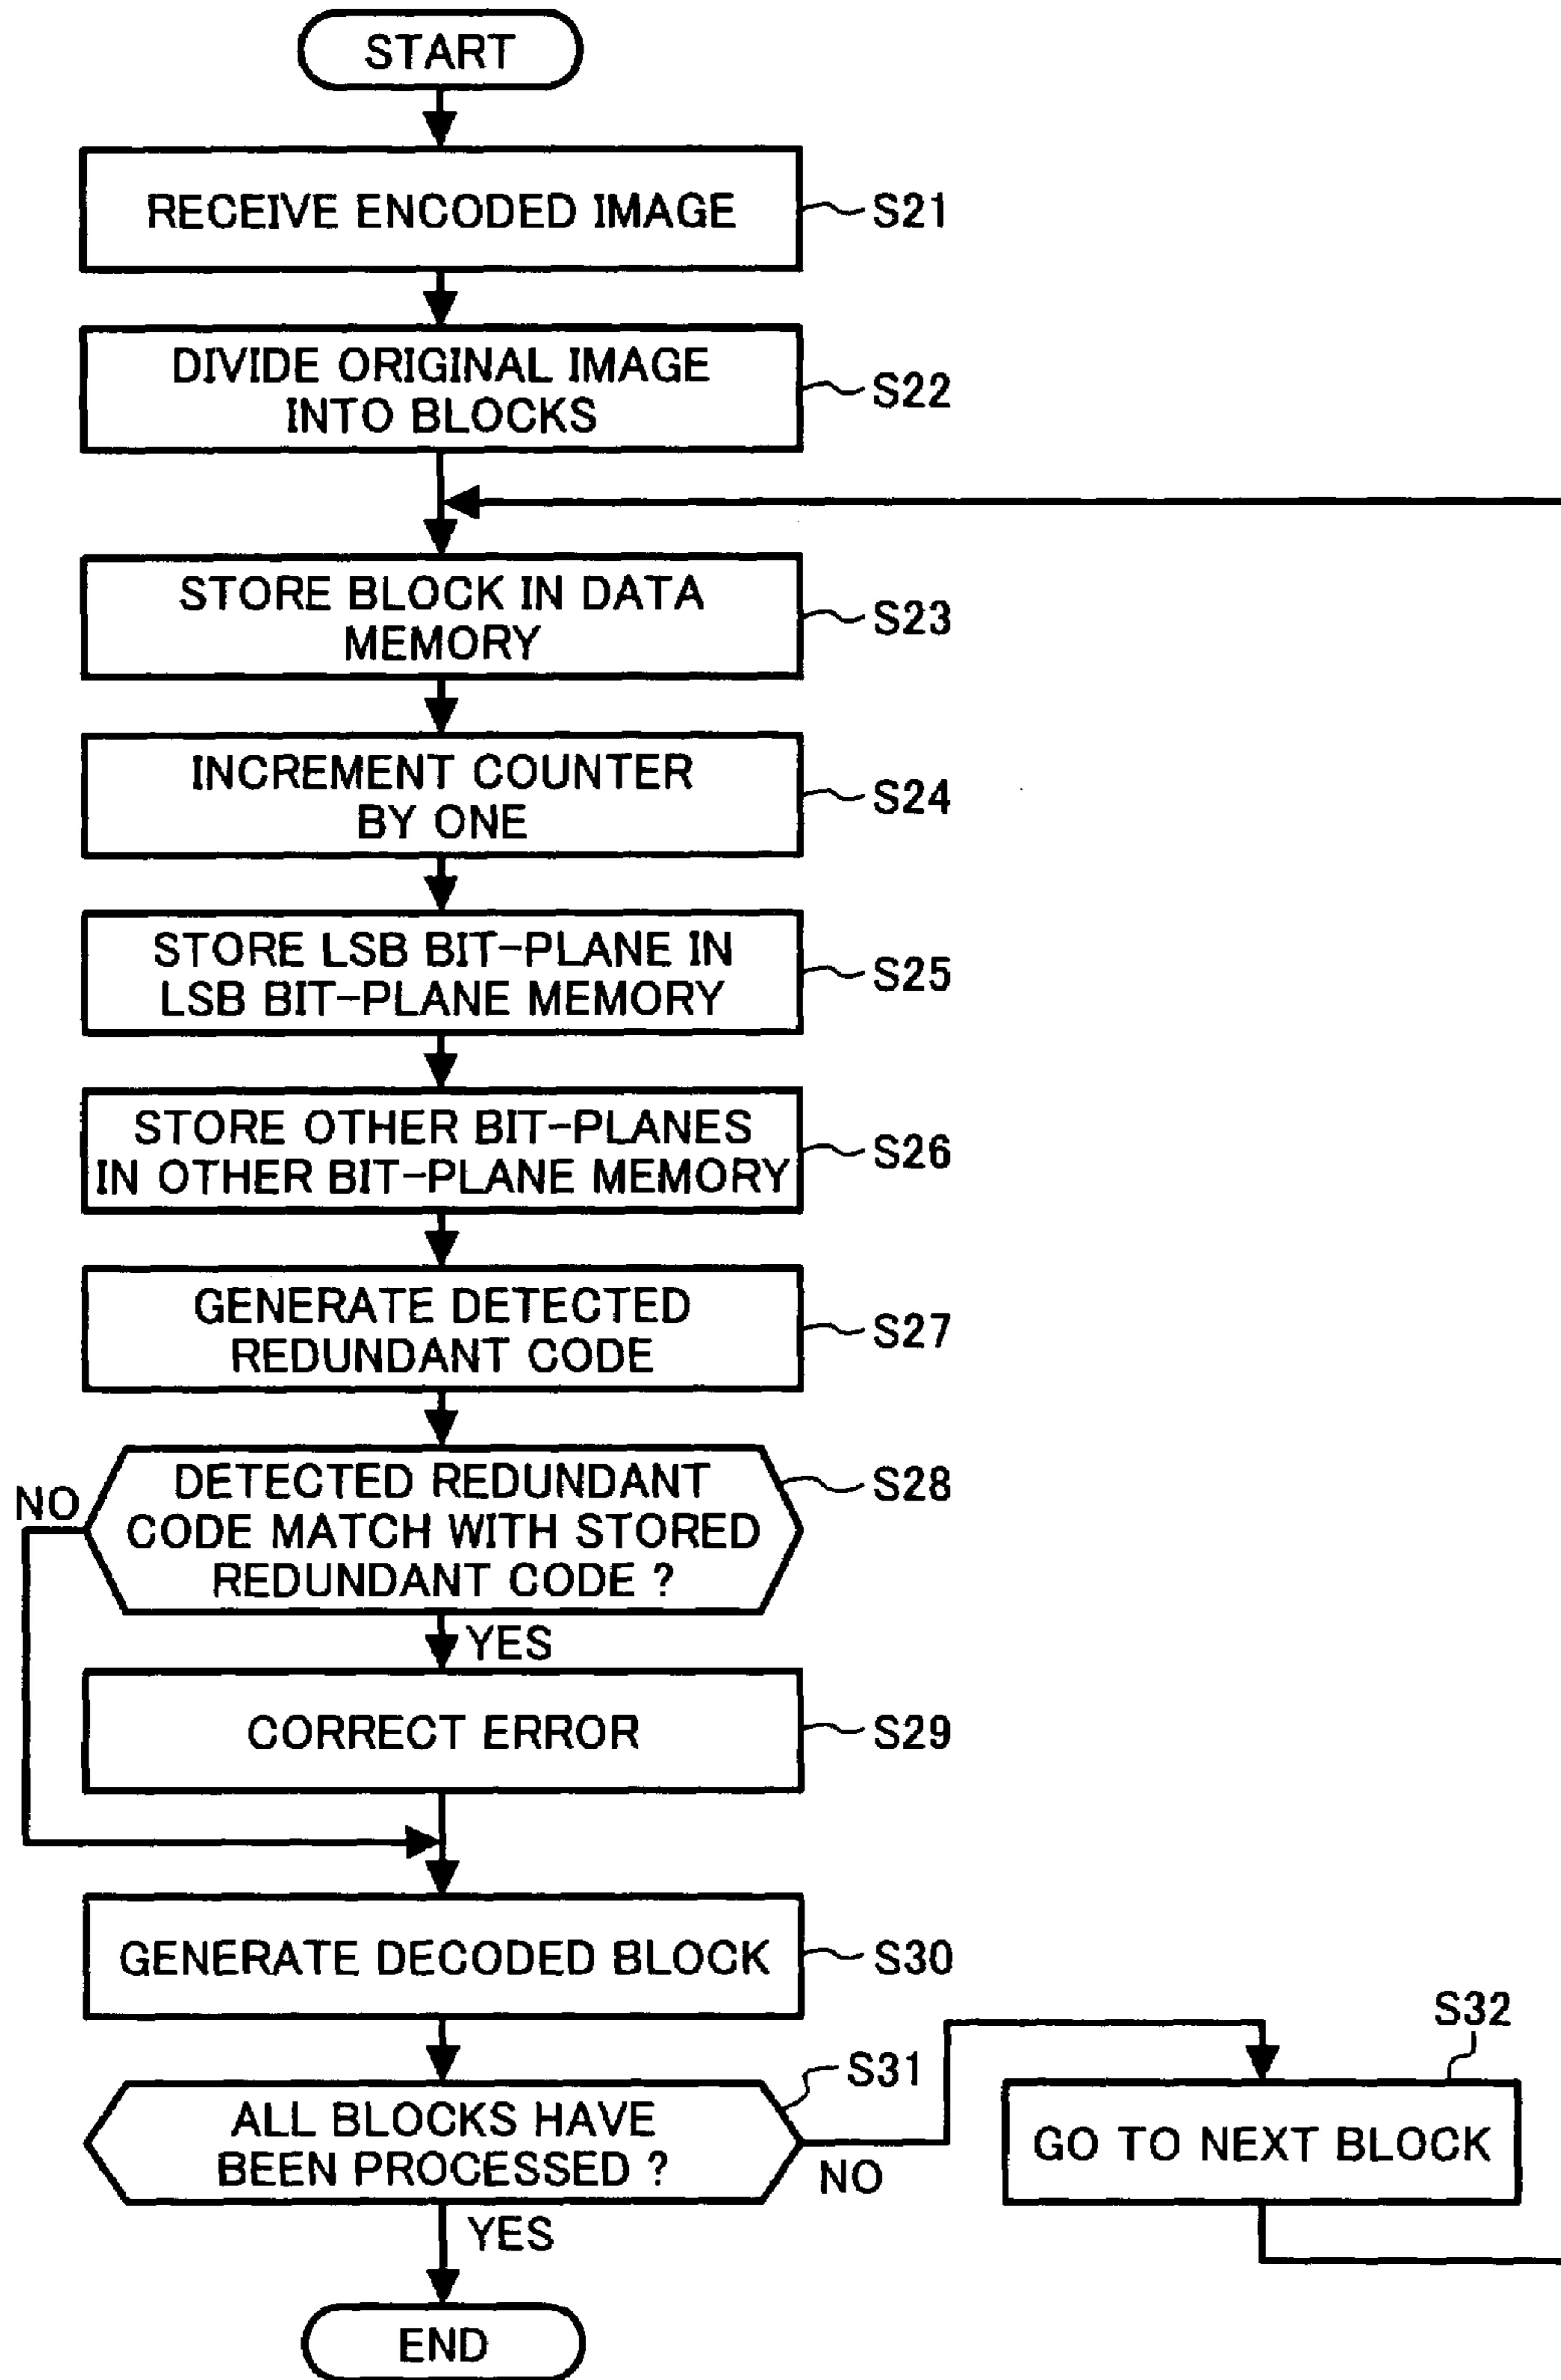 START
RECEIVE ENCODED IMAGE
S21
DIVIDE ORIGINAL IMAGE
INTO BLOCKS
S22
STORE BLOCK IN DATA
MEMORY
S23
INCREMENT COUNTER
BY ONE
S24
STORE LSB BIT-PLANE IN
LSB BIT-PLANE MEMORY
S25
STORE OTHER BIT-PLANES
IN OTHER BIT-PLANE MEMORY
S26
GENERATE DETECTED
REDUNDANT CODE
S27
DETECTED REDUNDANT
CODE MATCH WITH STORED
REDUNDANT CODE ?
S28
NO
YES
CORRECT ERROR
S29
GENERATE DECODED BLOCK
S30
ALL BLOCKS HAVE
BEEN PROCESSED ?
S31
NO
S32
GO TO NEXT BLOCK
YES
END